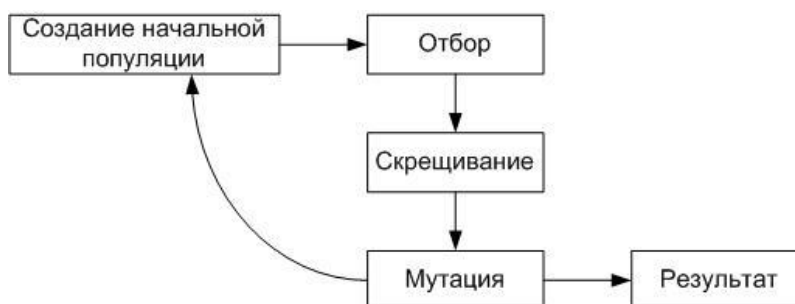 Создание начальной
популяции
Отбор
Скрещивание
Мутация
Результат